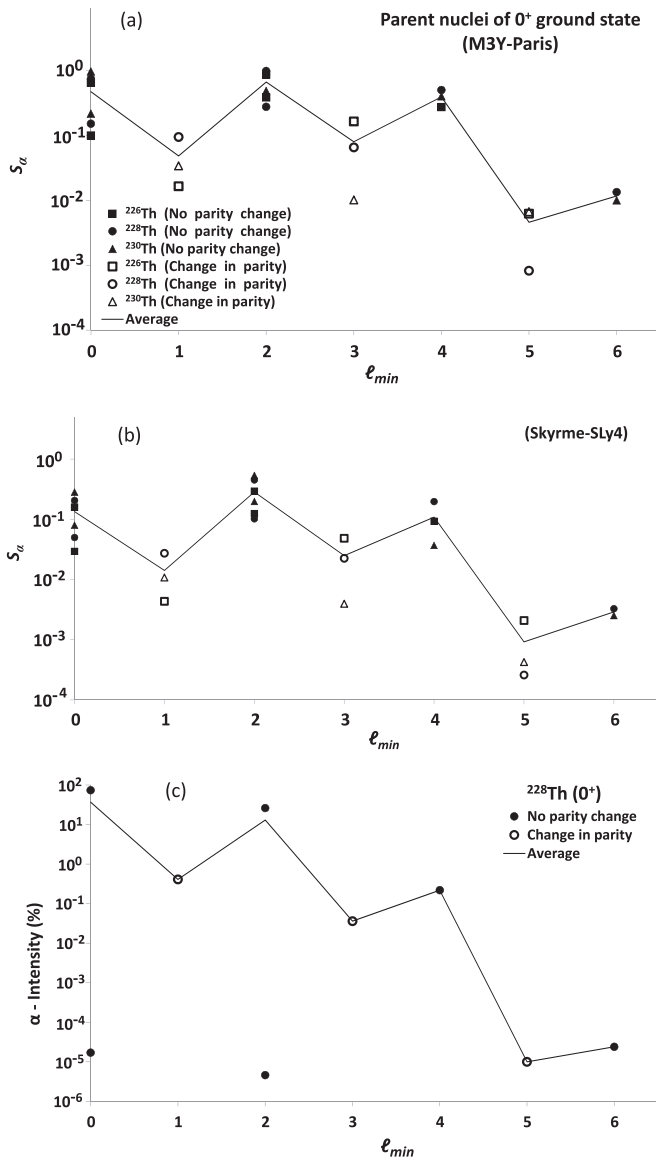 (a)
Parent nuclei of 0⁺ ground state
(M3Y-Paris)
10⁰
10⁻¹
10⁻²
10⁻³
10⁻⁴
Sα
²²⁶Th (No parity change)
²²⁸Th (No parity change)
²³⁰Th (No parity change)
²²⁶Th (Change in parity)
²²⁸Th (Change in parity)
²³⁰Th (Change in parity)
Average
0 1 2 3 4 5 6
ℓmin
(b)
(Skyrme-SLy4)
10⁰
10⁻¹
10⁻²
10⁻³
10⁻⁴
Sα
0 1 2 3 4 5 6
ℓmin
(c)
²²⁸Th (0⁺)
No parity change
Change in parity
Average
10²
10¹
10⁰
10⁻¹
10⁻²
10⁻³
10⁻⁴
10⁻⁵
10⁻⁶
α - Intensity (%)
0 1 2 3 4 5 6
ℓmin